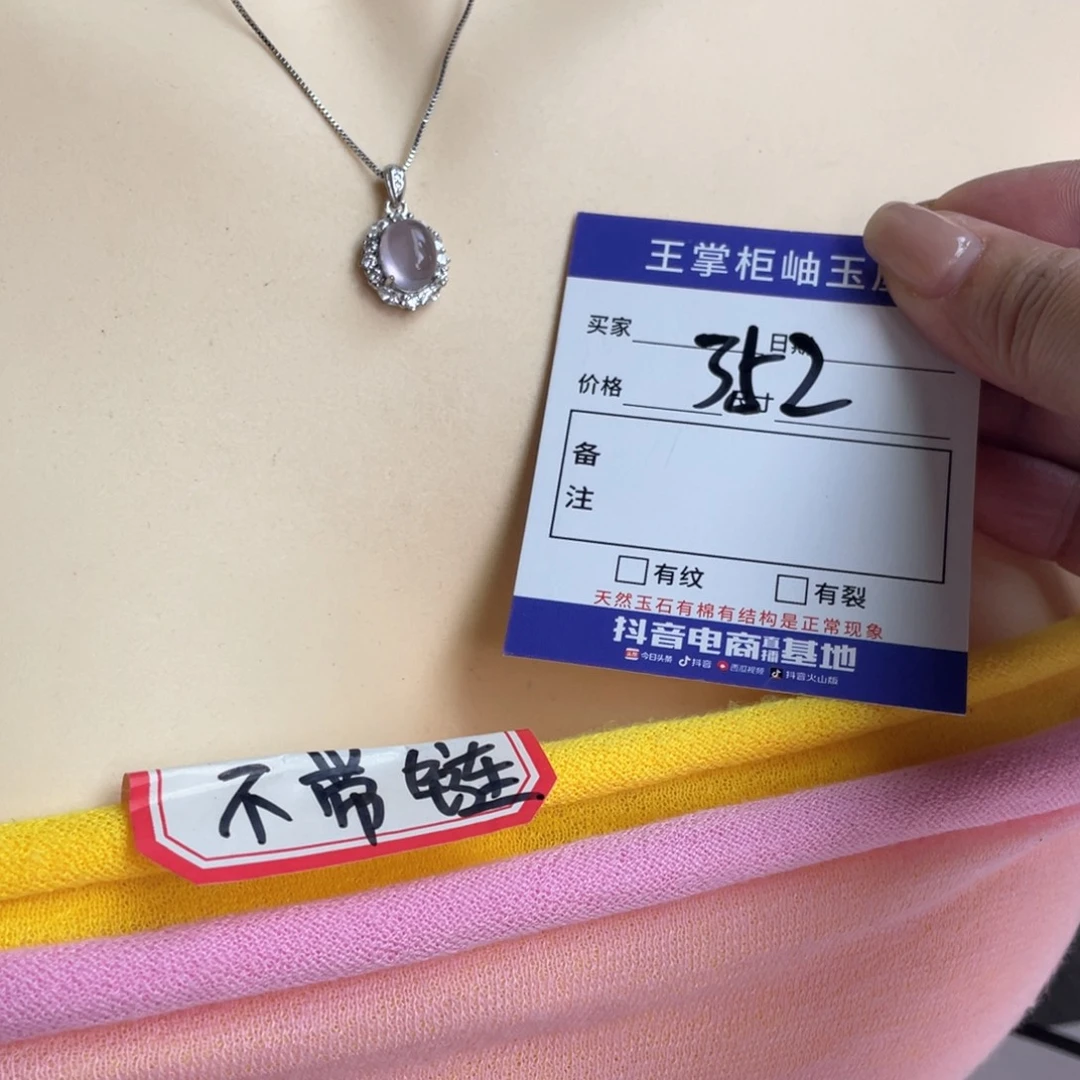 王掌柜岫玉
买家 日期
352
价格 尺寸
备
注
有纹 有裂
天然玉石有棉有结构是正常现象
抖音电商直播基地
今日头条 抖音 西瓜视频 抖音火山版
不带链